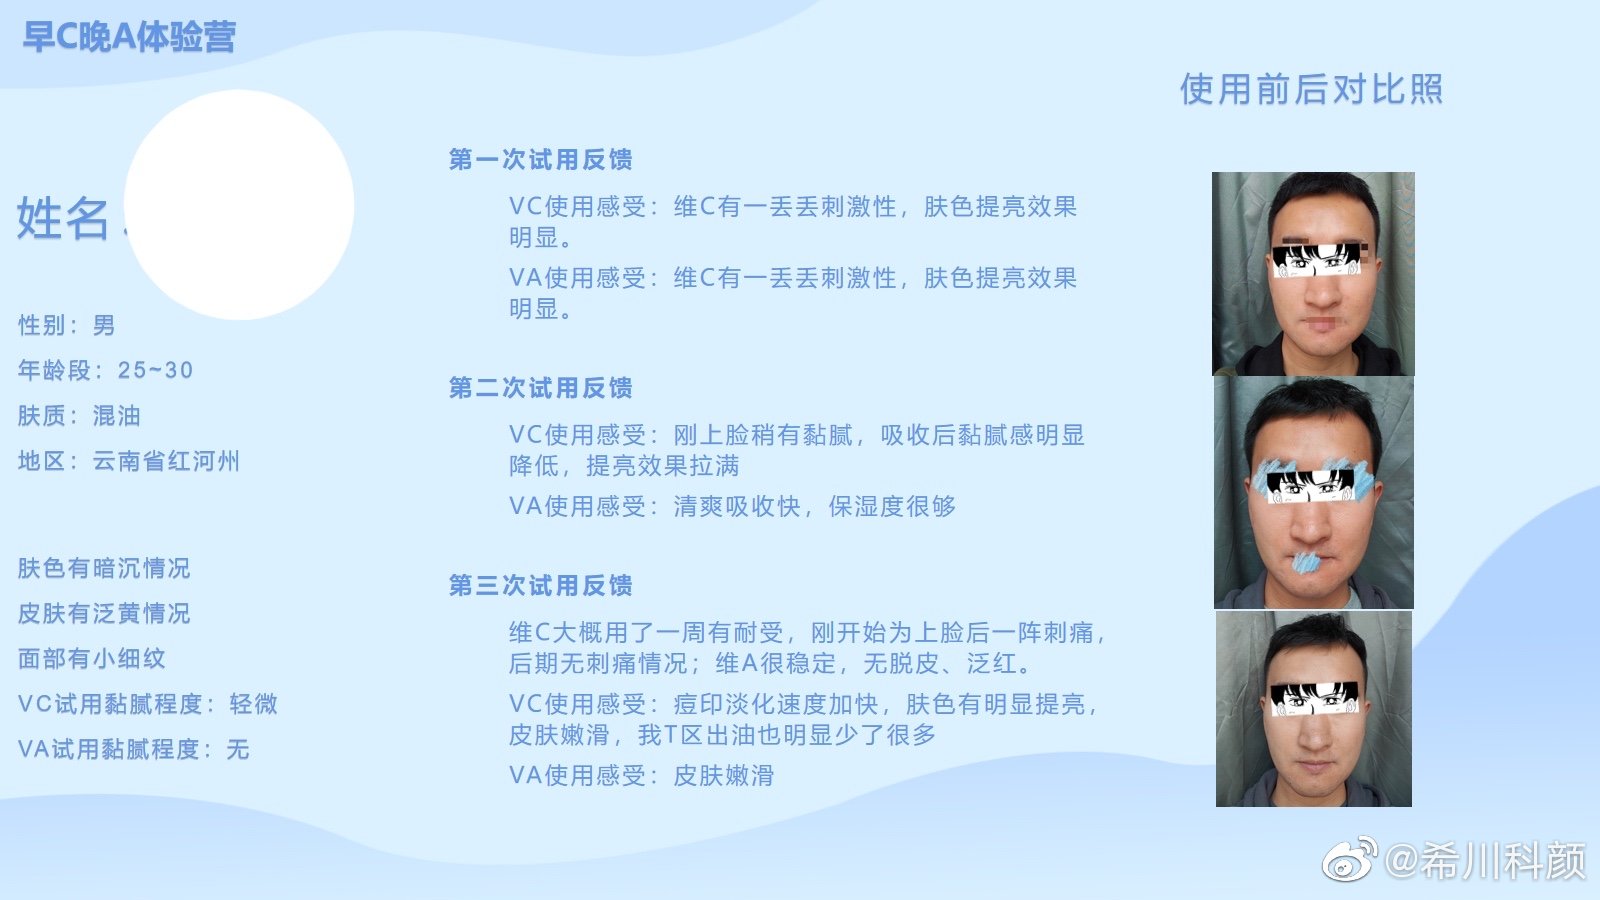 早C晚A体验营
姓名
性别：男
年龄段：25~30
肤质：混油
地区：云南省红河州
肤色有暗沉情况
皮肤有泛黄情况
面部有小细纹
VC试用黏腻程度：轻微
VA试用黏腻程度：无
第一次试用反馈
VC使用感受：维C有一丢丢刺激性，肤色提亮效果
明显。
VA使用感受：维C有一丢丢刺激性，肤色提亮效果
明显。
第二次试用反馈
VC使用感受：刚上脸稍有黏腻，吸收后黏腻感明显
降低，提亮效果拉满
VA使用感受：清爽吸收快，保湿度很够
第三次试用反馈
维C大概用了一周有耐受，刚开始为上脸后一阵刺痛，
后期无刺痛情况；维A很稳定，无脱皮、泛红。
VC使用感受：痘印淡化速度加快，肤色有明显提亮，
皮肤嫩滑，我T区出油也明显少了很多
VA使用感受：皮肤嫩滑
使用前后对比照
@希川科颜